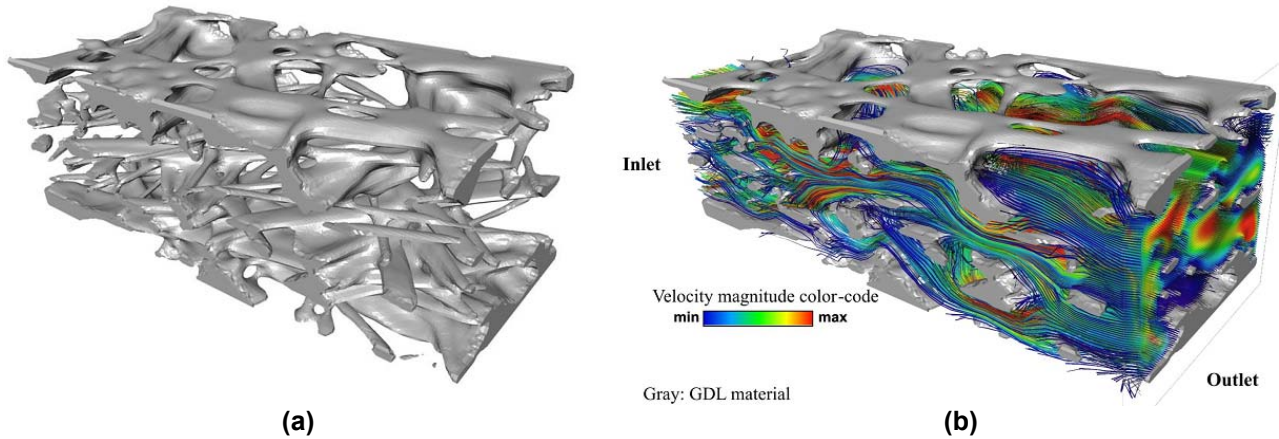 Inlet
Velocity magnitude color-code
min max
Gray: GDL material
Outlet
(a)
(b)